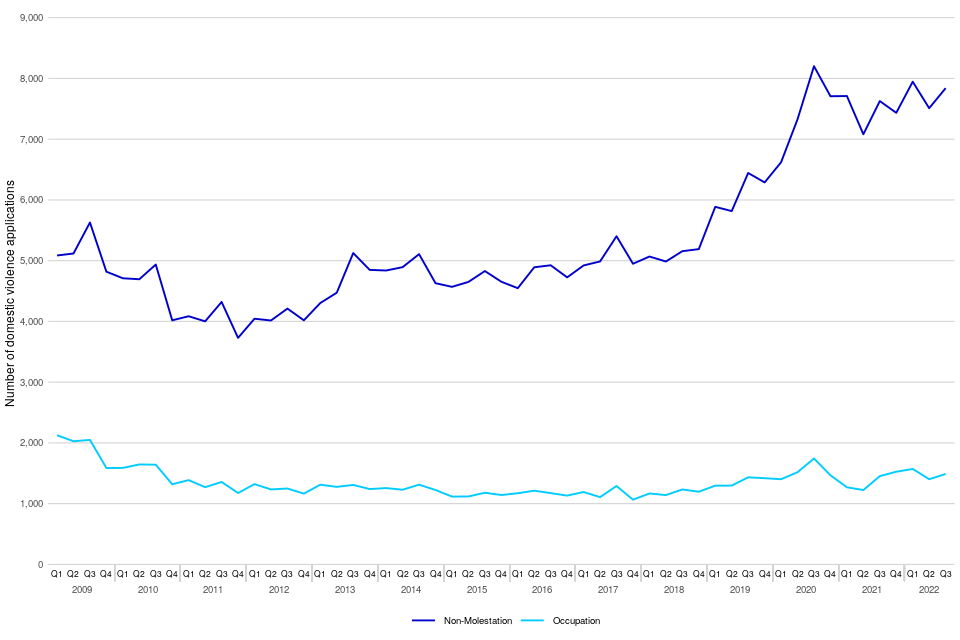 Number of domestic violence applications
9,000
8,000
7,000
6,000
5,000
4,000
3,000
2,000
1,000
0
Q1 Q2 Q3 Q4 Q1 Q2 Q3 Q4 Q1 Q2 Q3 Q4 Q1 Q2 Q3 Q4 Q1 Q2 Q3 Q4 Q1 Q2 Q3 Q4 Q1 Q2 Q3 Q4 Q1 Q2 Q3 Q4 Q1 Q2 Q3 Q4 Q1 Q2 Q3 Q4 Q1 Q2 Q3 Q4 Q1 Q2 Q3 Q4 Q1 Q2 Q3 Q4 Q1 Q2 Q3
2009 2010 2011 2012 2013 2014 2015 2016 2017 2018 2019 2020 2021 2022
Non-Molestation Occupation